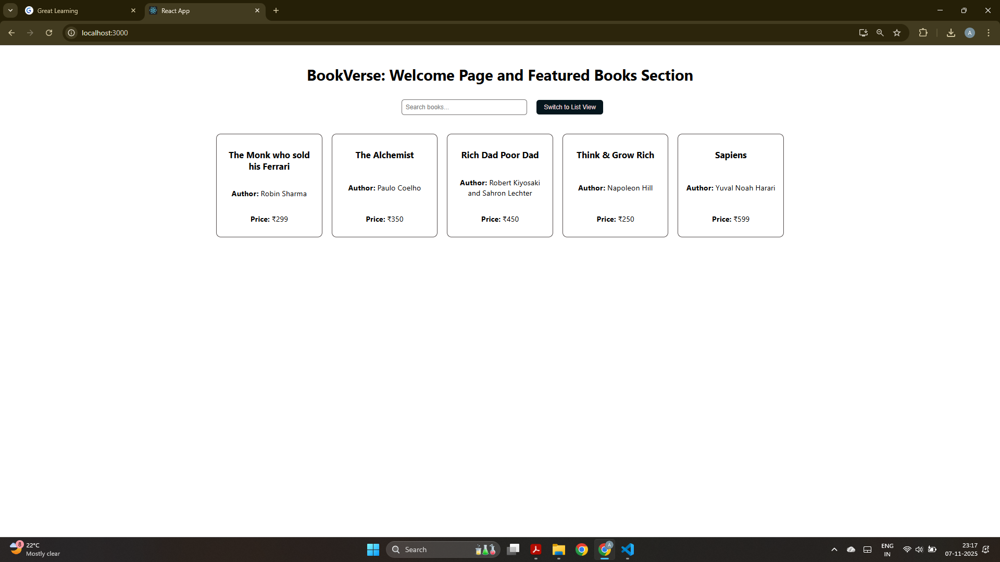 Great Learning
React App
localhost:3000
A
BookVerse: Welcome Page and Featured Books Section
Search books...
Switch to List View
The Monk who sold
his Ferrari
Author: Robin Sharma
Price: ₹299
The Alchemist
Author: Paulo Coelho
Price: ₹350
Rich Dad Poor Dad
Author: Robert Kiyosaki
and Sahron Lechter
Price: ₹450
Think & Grow Rich
Author: Napoleon Hill
Price: ₹250
Sapiens
Author: Yuval Noah Harari
Price: ₹599
8
22°C
Mostly clear
Search
A
ENG
IN
23:17
07-11-2025